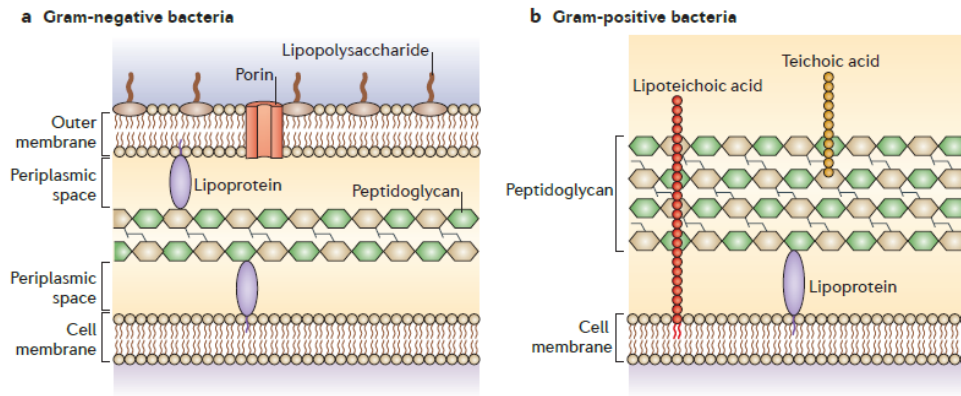 a Gram-negative bacteria
Lipopolysaccharide
Porin
Outer
membrane
Periplasmic
space
Lipoprotein
Peptidoglycan
Periplasmic
space
Cell
membrane
b Gram-positive bacteria
Teichoic acid
Lipoteichoic acid
Peptidoglycan
Lipoprotein
Cell
membrane